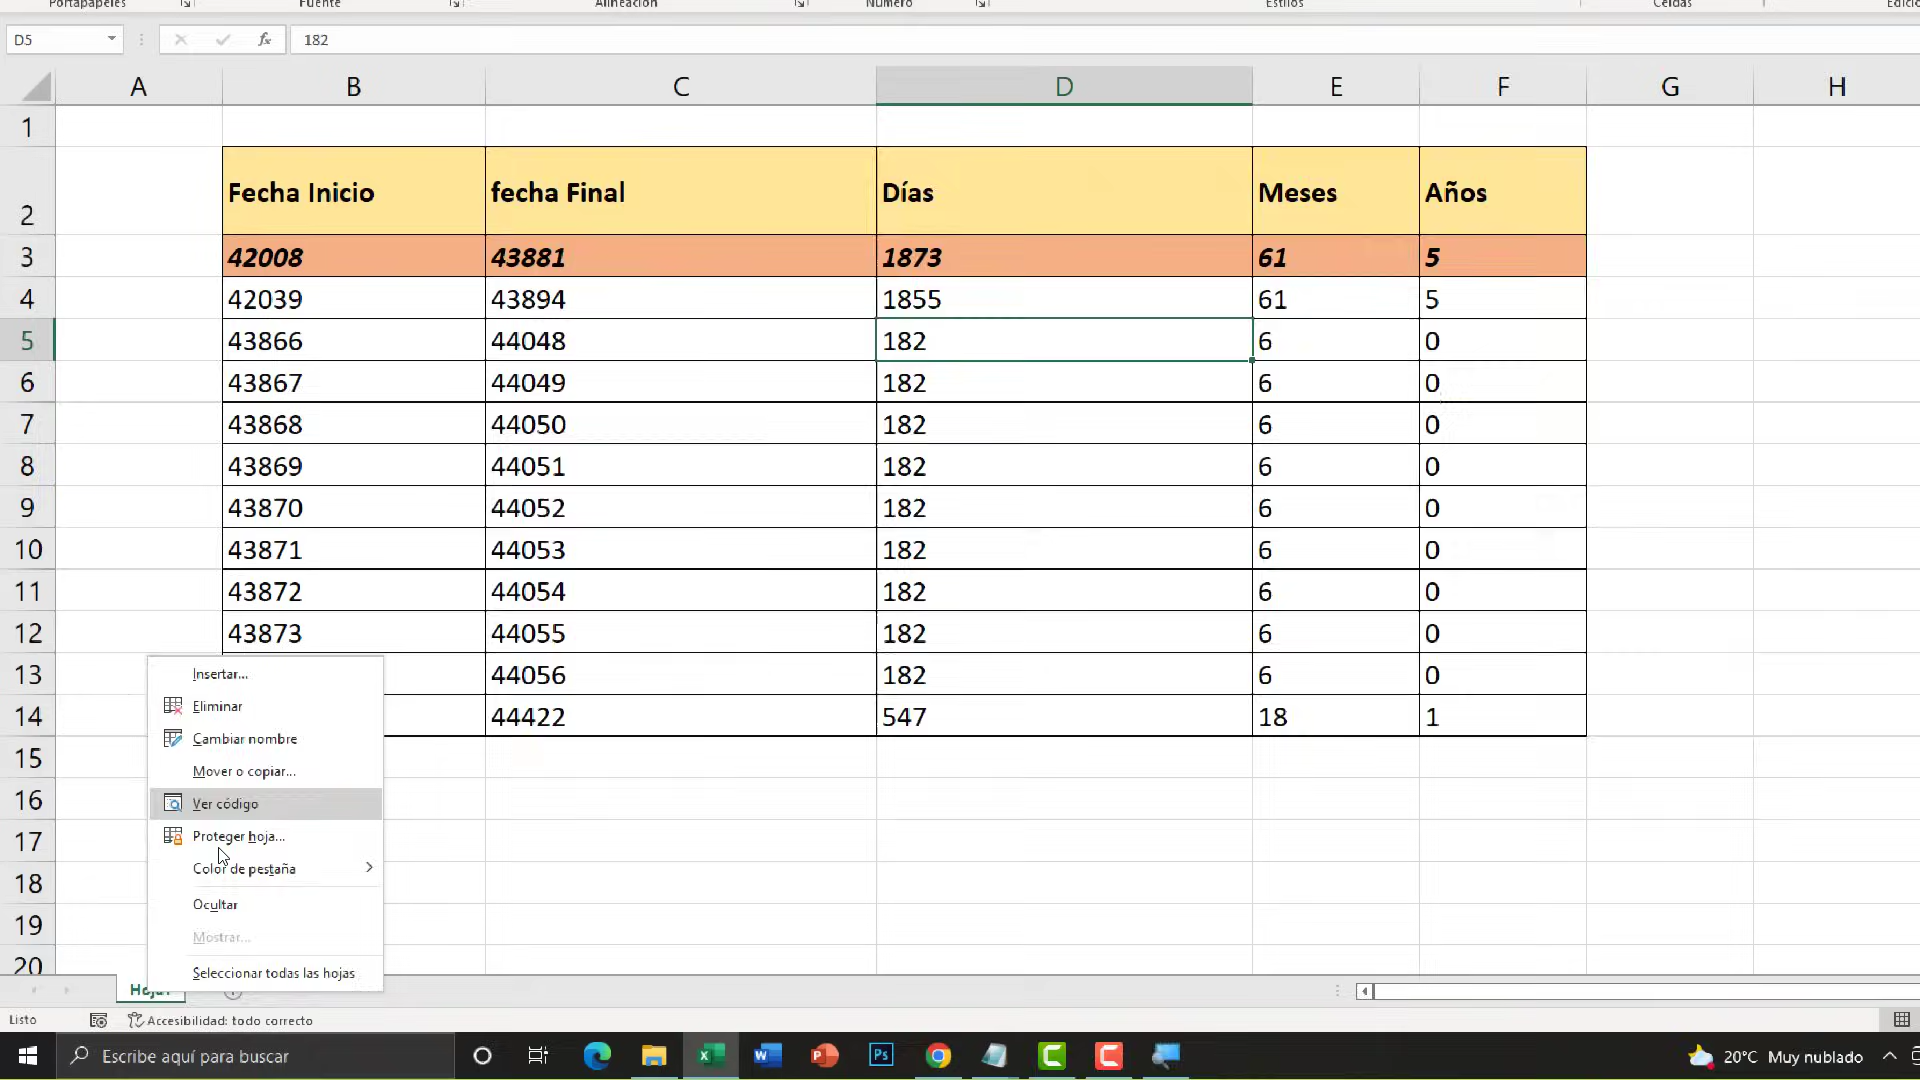 Portapapeles Fuente Alineación Número Estilos Celdas
D5 fx 182
A B C D E F G H
1
2 Fecha Inicio fecha Final Días Meses Años
3 42008 43881 1873 61 5
4 42039 43894 1855 61 5
5 43866 44048 182 6 0
6 43867 44049 182 6 0
7 43868 44050 182 6 0
8 43869 44051 182 6 0
9 43870 44052 182 6 0
10 43871 44053 182 6 0
11 43872 44054 182 6 0
12 43873 44055 182 6 0
13 44056 182 6 0
14 44422 547 18 1
15
16
17
18
19
20
Insertar...
Eliminar
Cambiar nombre
Mover o copiar...
Ver código
Proteger hoja...
Color de pestaña
Ocultar
Mostrar...
Seleccionar todas las hojas
Listo Accesibilidad: todo correcto
Escribe aquí para buscar 20°C Muy nublado